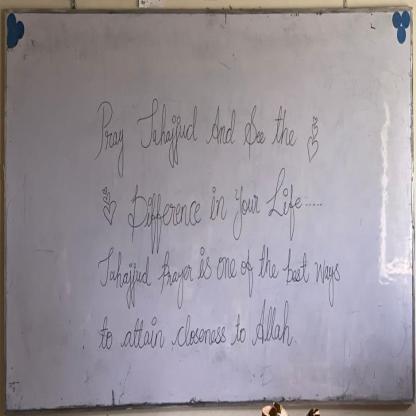 Pray Tahajjud And See the
Difference in Your Life.....
Tahajjud Prayer is one of the best ways
to attain closeness to Allah.